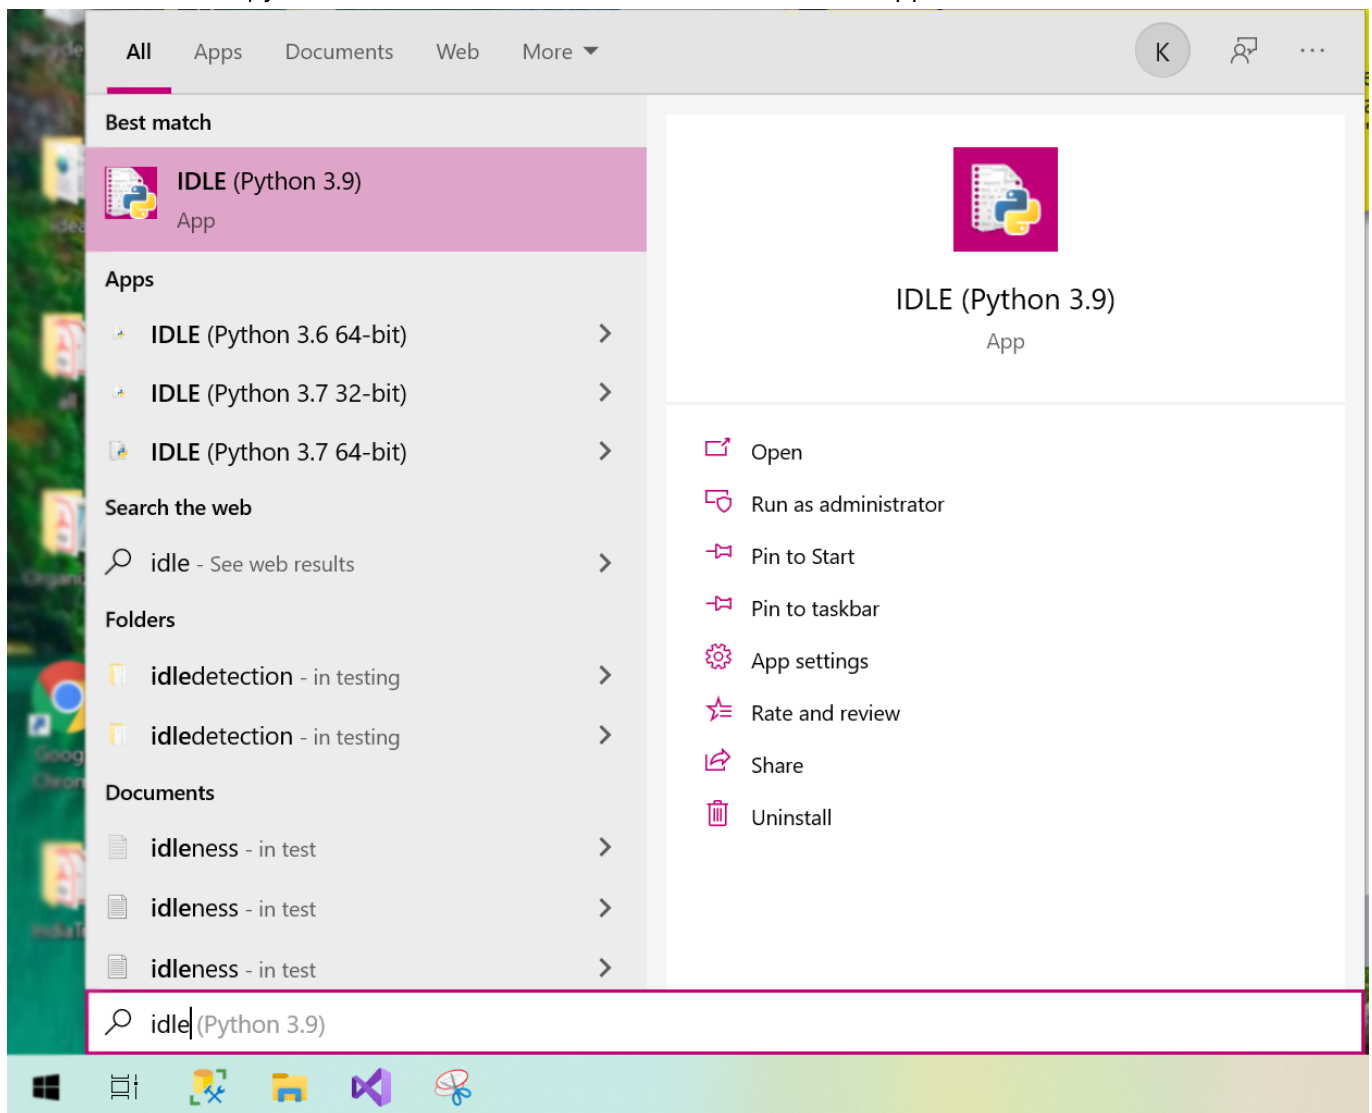 All Apps Documents Web More K ...
Best match
IDLE (Python 3.9)
App
Apps
IDLE (Python 3.6 64-bit)
IDLE (Python 3.7 32-bit)
IDLE (Python 3.7 64-bit)
Search the web
idle - See web results
Folders
idledetection - in testing
idledetection - in testing
Documents
idleness - in test
idleness - in test
idleness - in test
idle (Python 3.9)
IDLE (Python 3.9)
App
Open
Run as administrator
Pin to Start
Pin to taskbar
App settings
Rate and review
Share
Uninstall